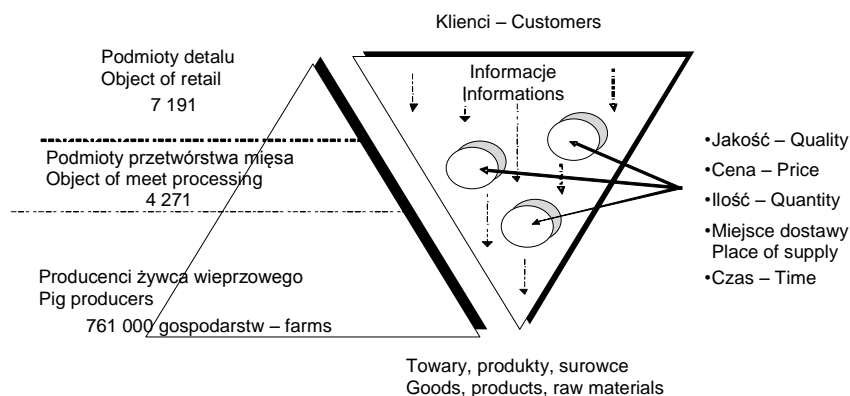 Klienci – Customers
Podmioty detalu
Object of retail
7 191
Informacje
Informations
Podmioty przetwórstwa mięsa
Object of meet processing
4 271
•Jakość – Quality
•Cena – Price
•Ilość – Quantity
•Miejsce dostawy
Place of supply
•Czas – Time
Producenci żywca wieprzowego
Pig producers
761 000 gospodarstw – farms
Towary, produkty, surowce
Goods, products, raw materials